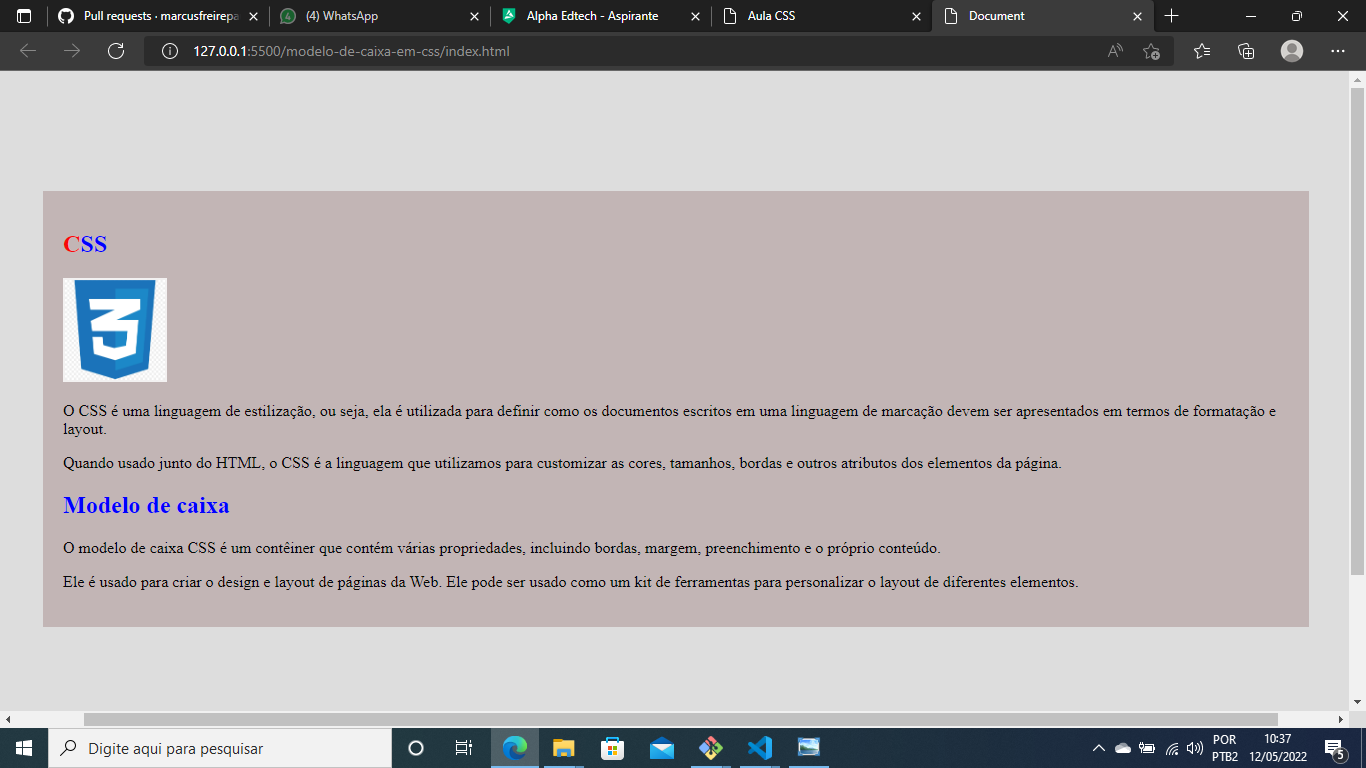 Pull requests · marcusfreirepa
(4) WhatsApp
Alpha Edtech - Aspirante
Aula CSS
Document
127.0.0.1:5500/modelo-de-caixa-em-css/index.html
CSS
3
O CSS é uma linguagem de estilização, ou seja, ela é utilizada para definir como os documentos escritos em uma linguagem de marcação devem ser apresentados em termos de formatação e
layout.
Quando usado junto do HTML, o CSS é a linguagem que utilizamos para customizar as cores, tamanhos, bordas e outros atributos dos elementos da página.
Modelo de caixa
O modelo de caixa CSS é um contêiner que contém várias propriedades, incluindo bordas, margem, preenchimento e o próprio conteúdo.
Ele é usado para criar o design e layout de páginas da Web. Ele pode ser usado como um kit de ferramentas para personalizar o layout de diferentes elementos.
Digite aqui para pesquisar
POR
PTB2
10:37
12/05/2022
5